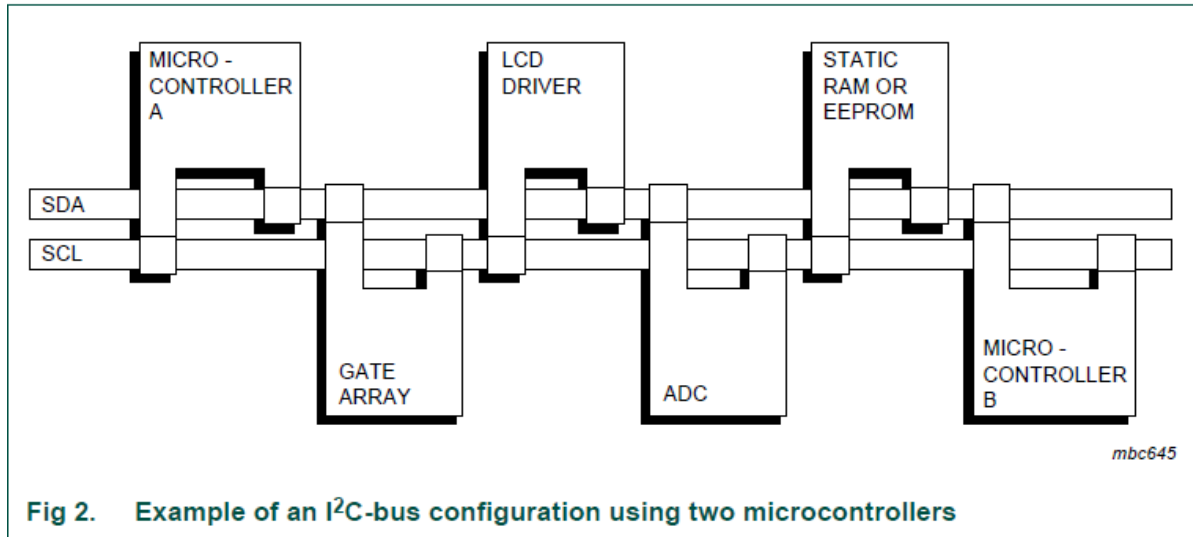 MICRO -
CONTROLLER
A
LCD
DRIVER
STATIC
RAM OR
EEPROM
SDA
SCL
GATE
ARRAY
ADC
MICRO -
CONTROLLER
B
mbc645
Fig 2. Example of an I²C-bus configuration using two microcontrollers